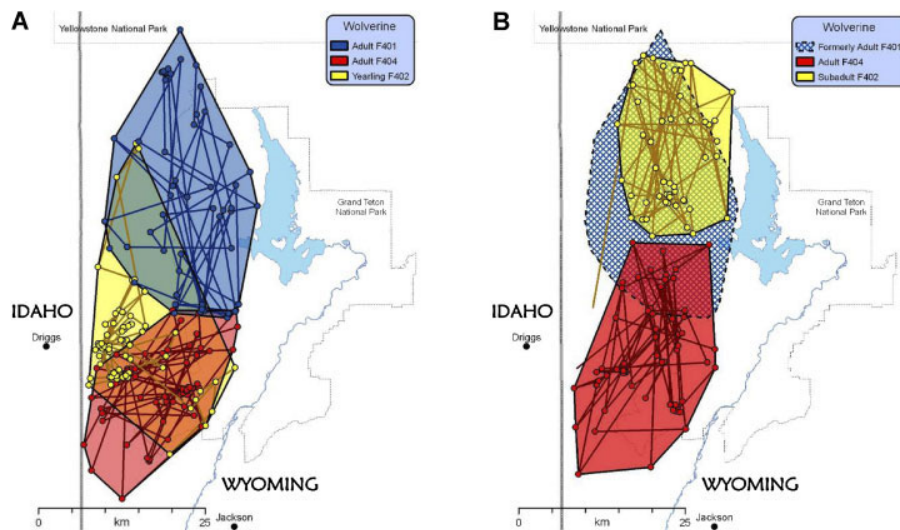 A
Yellowstone National Park
Wolverine
Adult F401
Adult F404
Yearling F402
Grand Teton
National Park
IDAHO
Driggs
WYOMING
0 km 25
Jackson
B
Yellowstone National Park
Wolverine
Formerly Adult F401
Adult F404
Subadult F402
Grand Teton
National Park
IDAHO
Driggs
WYOMING
0 km 25
Jackson